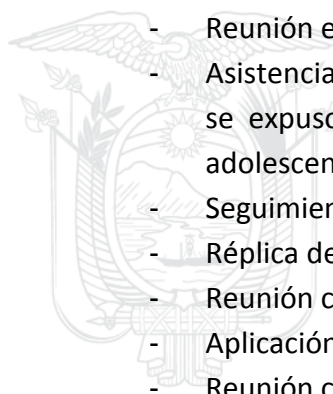 - Reunión e
- Asistencia
se expuso
adolescen
- Seguimien
- Réplica de
- Reunión c
- Aplicación
- Reunión c